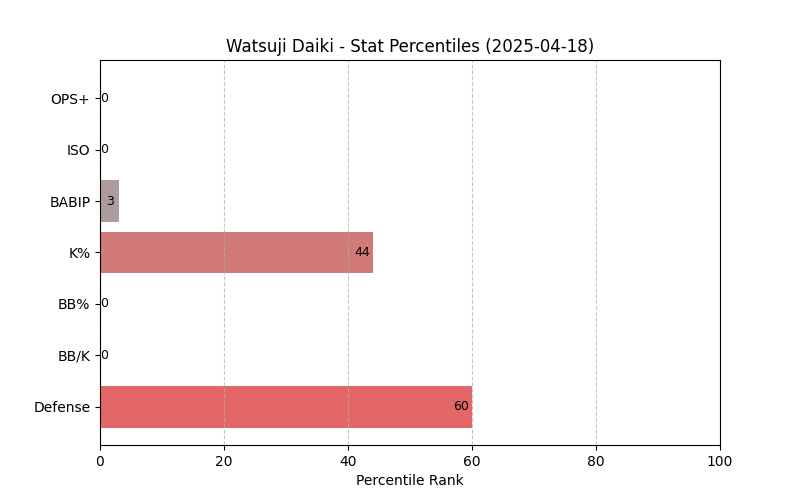 Watsuji Daiki - Stat Percentiles (2025-04-18)
OPS+ 0
ISO 0
BABIP 3
K% 44
BB% 0
BB/K 0
Defense 60
0 20 40 60 80 100
Percentile Rank